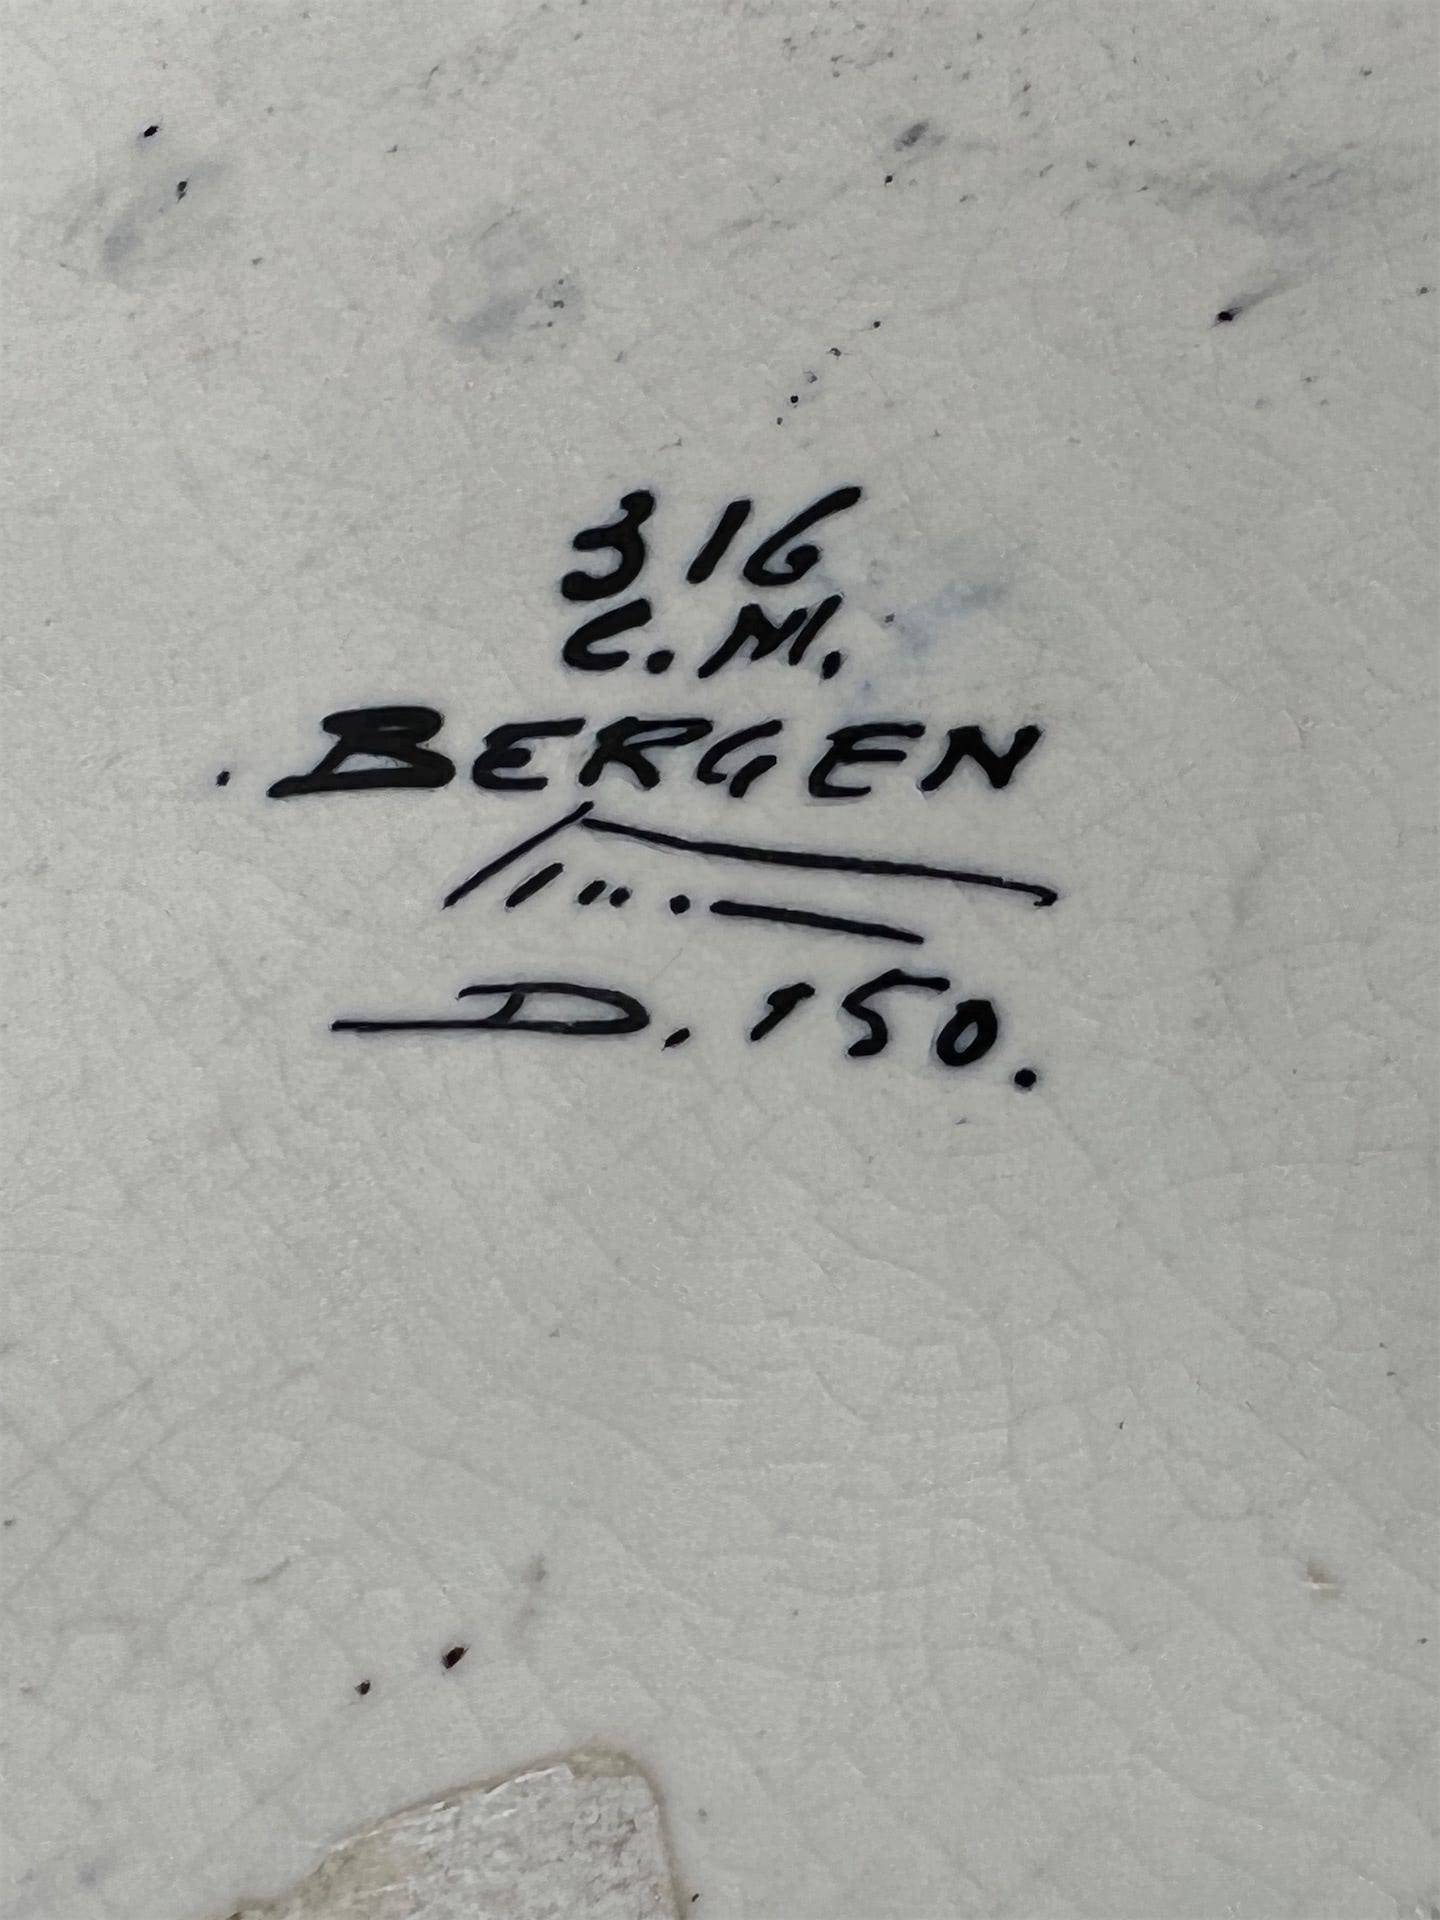 316
C.M.
BERGEN
D. 150.